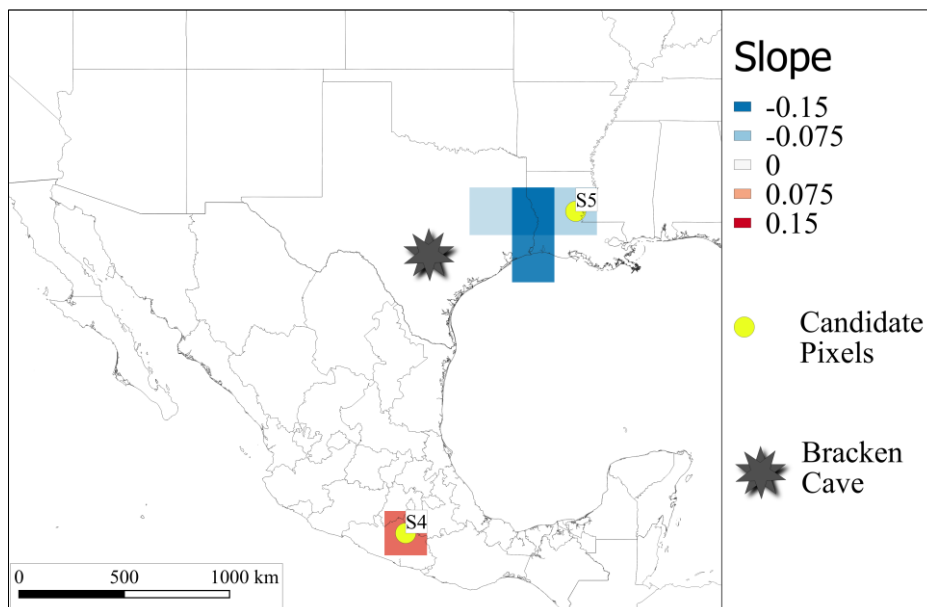 Slope
-0.15
-0.075
0
0.075
0.15
S5
S4
Candidate
Pixels
Bracken
Cave
0 500 1000 km